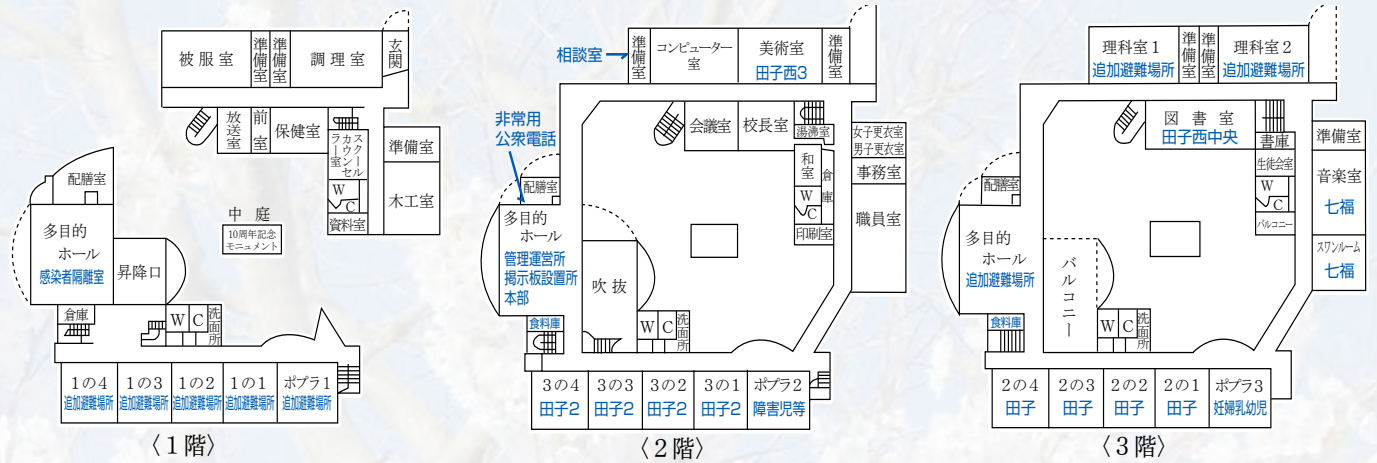 被服室
準備室
準備室
調理室
玄関
放送室
前室
保健室
スクールカウンセラー室
準備室
W
C
木工室
資料室
配膳室
多目的
ホール
感染者隔離室
昇降口
中庭
10周年記念
モニュメント
倉庫
W
C
洗面所
1の4
追加避難場所
1の3
追加避難場所
1の2
追加避難場所
1の1
追加避難場所
ポプラ1
追加避難場所
〈1階〉
相談室
準備室
コンピューター
室
美術室
田子西3
準備室
非常用
公衆電話
会議室
校長室
湯沸室
女子更衣室
男子更衣室
和室
倉庫
事務室
W
C
職員室
印刷室
配膳室
多目的
ホール
管理運営所
掲示板設置所
本部
吹抜
食料庫
W
C
洗面所
3の4
田子2
3の3
田子2
3の2
田子2
3の1
田子2
ポプラ2
障害児等
〈2階〉
理科室1
追加避難場所
準備室
準備室
理科室2
追加避難場所
図書室
田子西中央
書庫
準備室
生徒会室
音楽室
七福
W
C
バルコニー
スワンルーム
七福
配膳室
多目的
ホール
追加避難場所
バルコニー
食料庫
W
C
洗面所
2の4
田子
2の3
田子
2の2
田子
2の1
田子
ポプラ3
妊婦乳幼児
〈3階〉